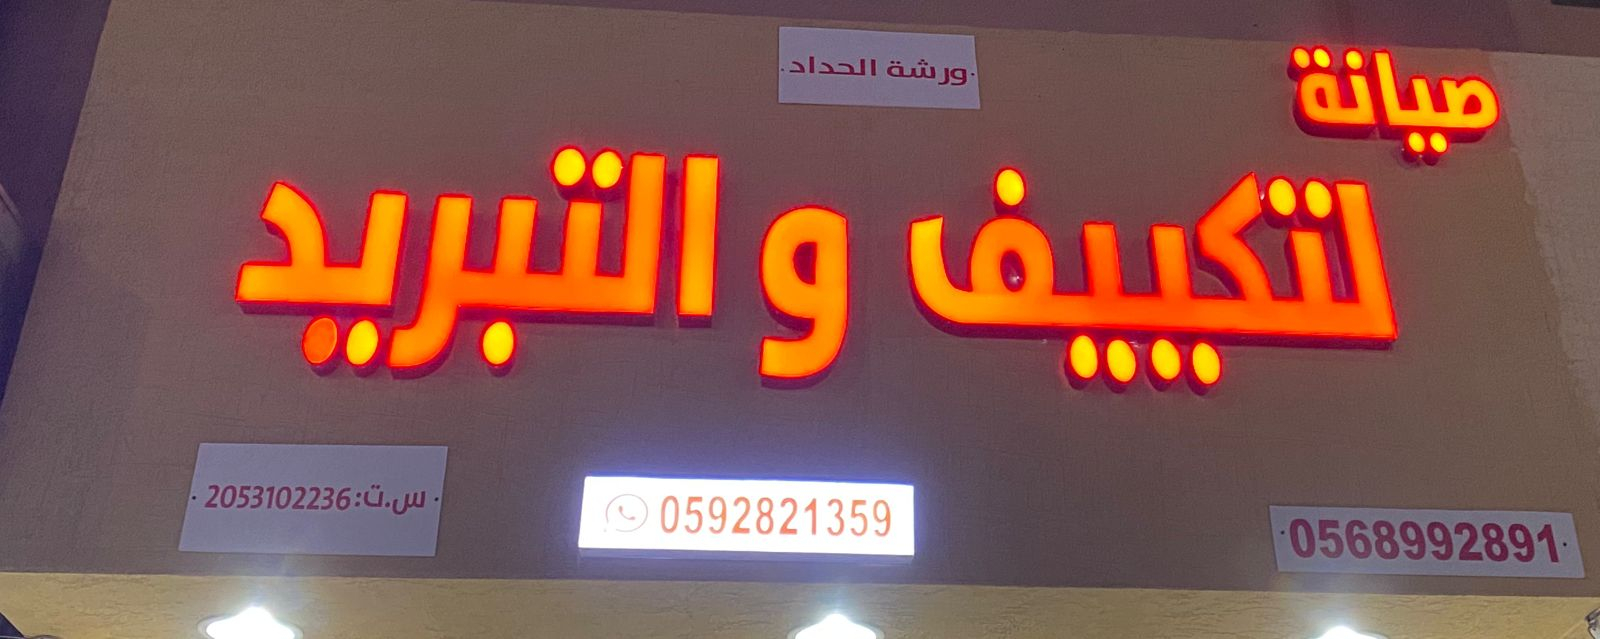 ورشة الحداد
صيانة
لتكييف و التبريد
س.ت: 2053102236
0592821359
0568992891